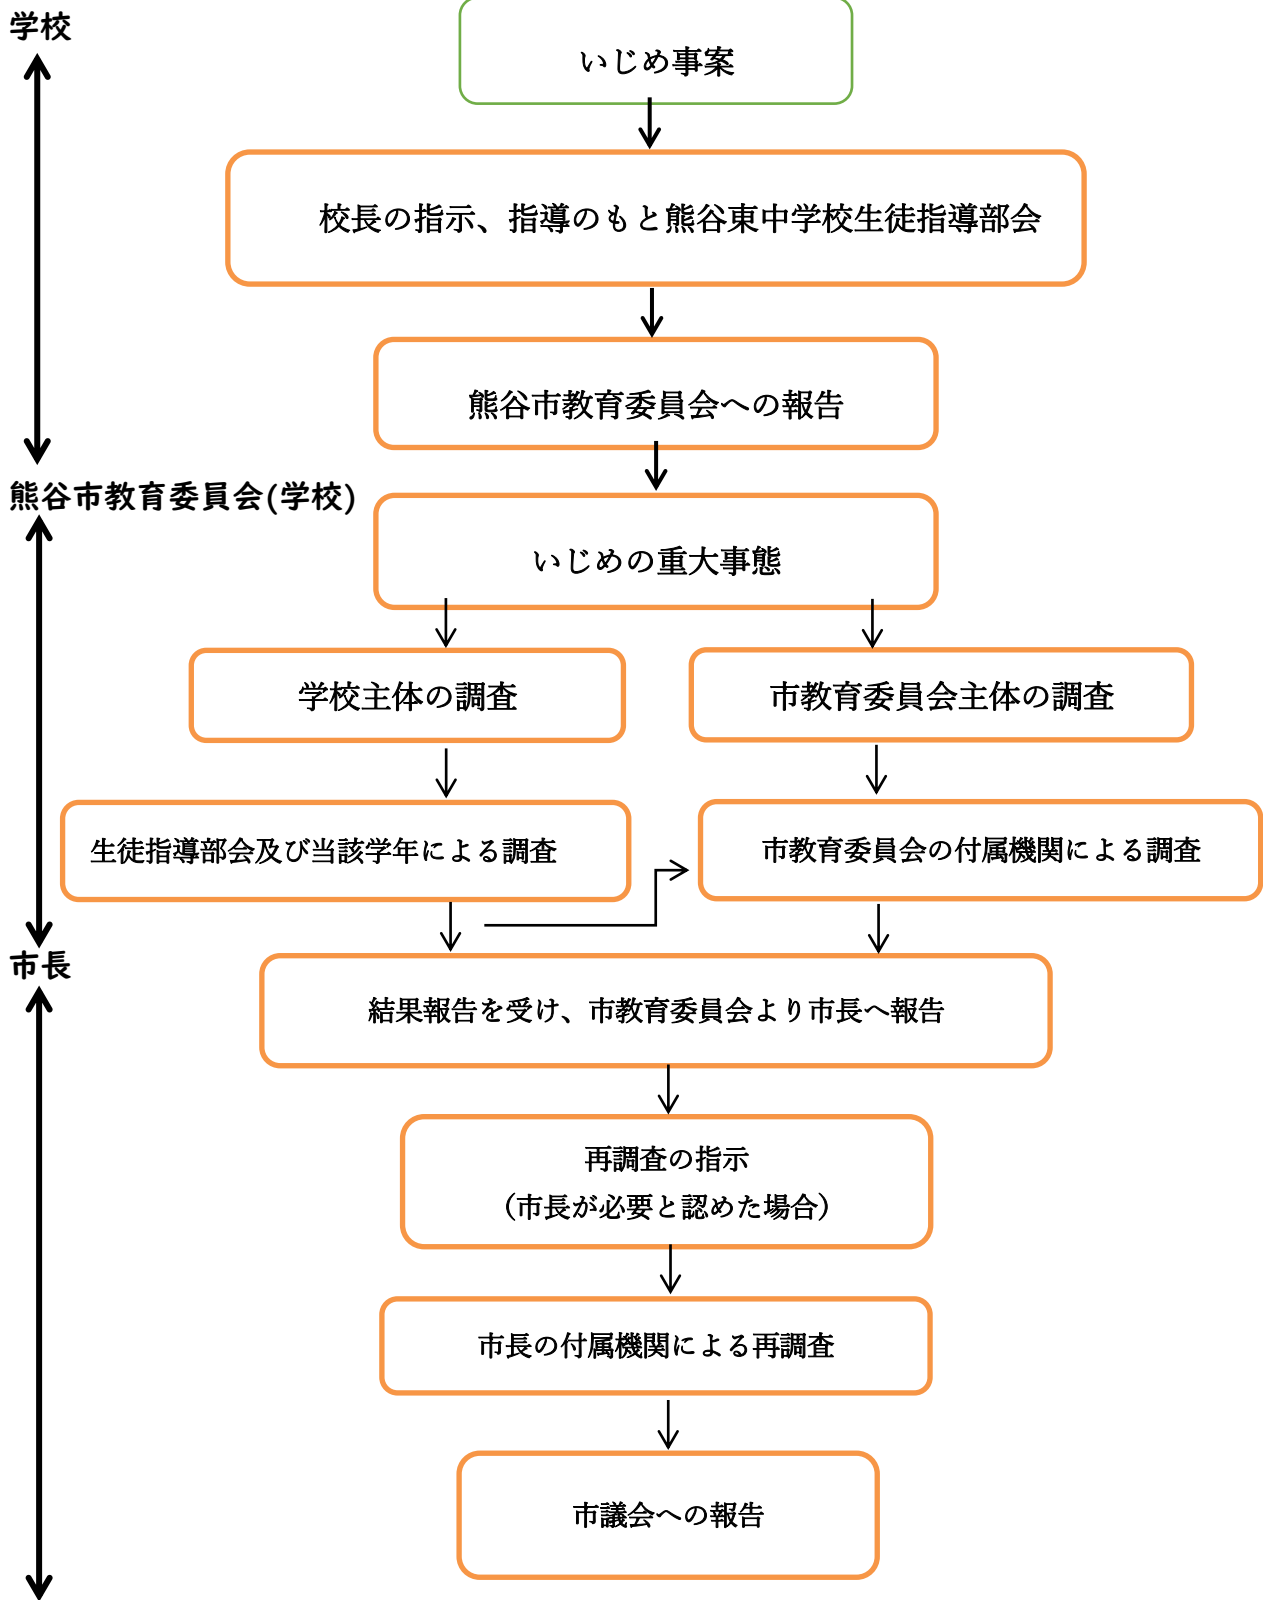 学校
いじめ事案
校長の指示、指導のもと熊谷東中学校生徒指導部会
熊谷市教育委員会への報告
熊谷市教育委員会(学校)
いじめの重大事態
学校主体の調査
市教育委員会主体の調査
生徒指導部会及び当該学年による調査
市教育委員会の付属機関による調査
市長
結果報告を受け、市教育委員会より市長へ報告
再調査の指示
（市長が必要と認めた場合）
市長の付属機関による再調査
市議会への報告